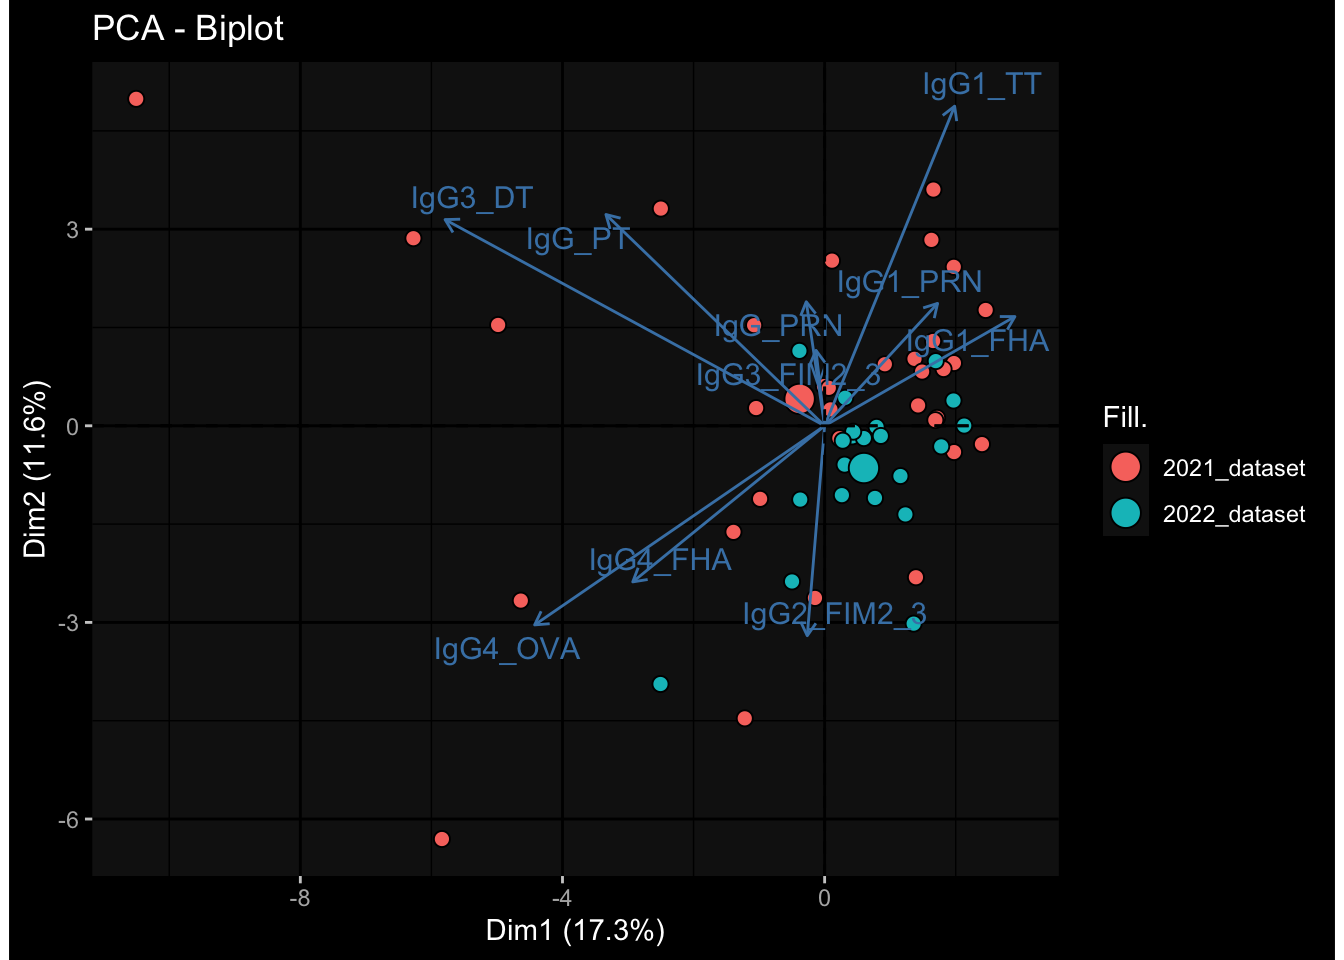 PCA - Biplot
IgG1_TT
IgG3_DT
IgG_PT
IgG1_PRN
IgG_PRN
IgG1_FHA
IgG3_FIM2_3
IgG4_FHA
IgG2_FIM2_3
IgG4_OVA
3
0
-3
-6
-8
-4
0
Dim1 (17.3%)
Dim2 (11.6%)
Fill.
2021_dataset
2022_dataset